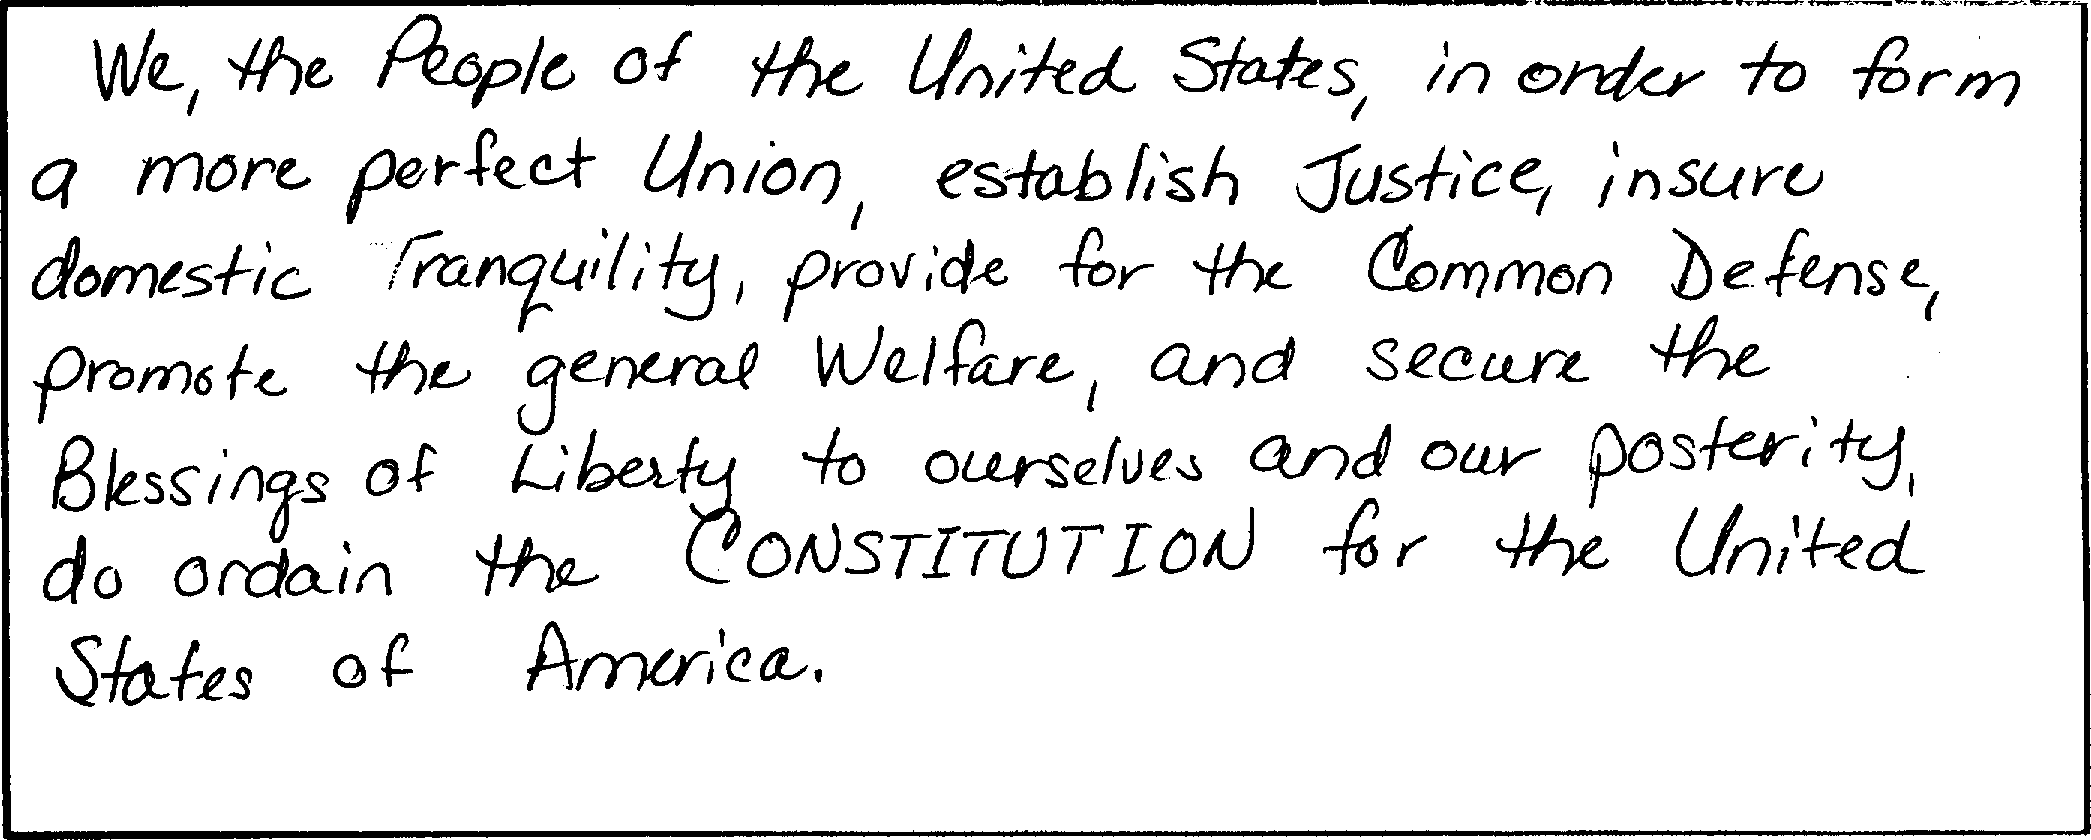 We, the People of the United States, in order to form
a more perfect Union, establish Justice, insure
domestic Tranquility, provide for the Common Defense,
promote the general Welfare, and secure the
Blessings of Liberty to ourselves and our posterity,
do ordain the CONSTITUTION for the United
States of America.